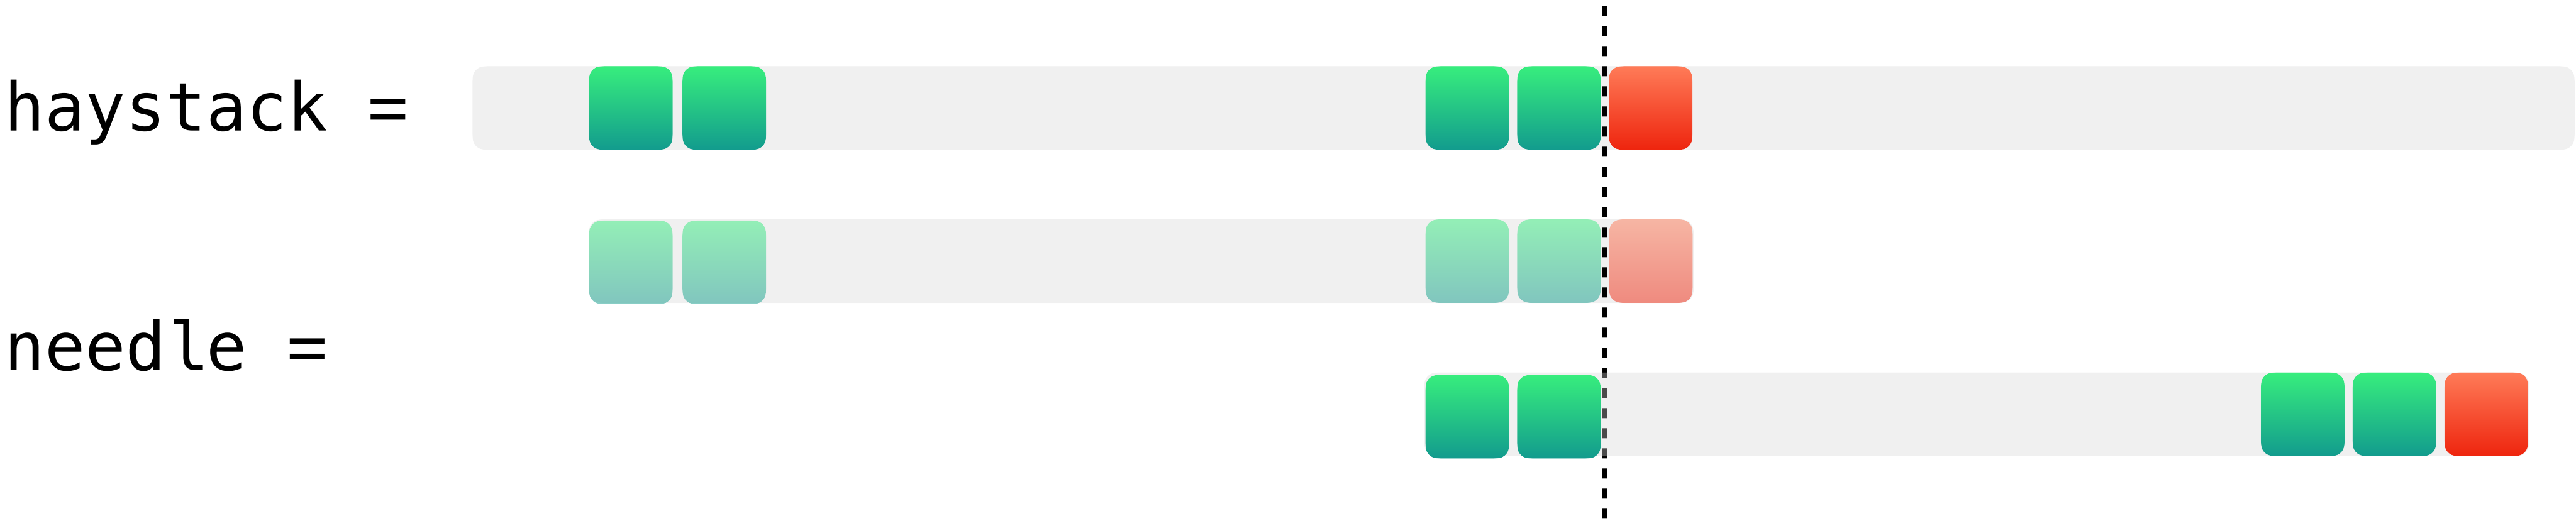 haystack =
needle =